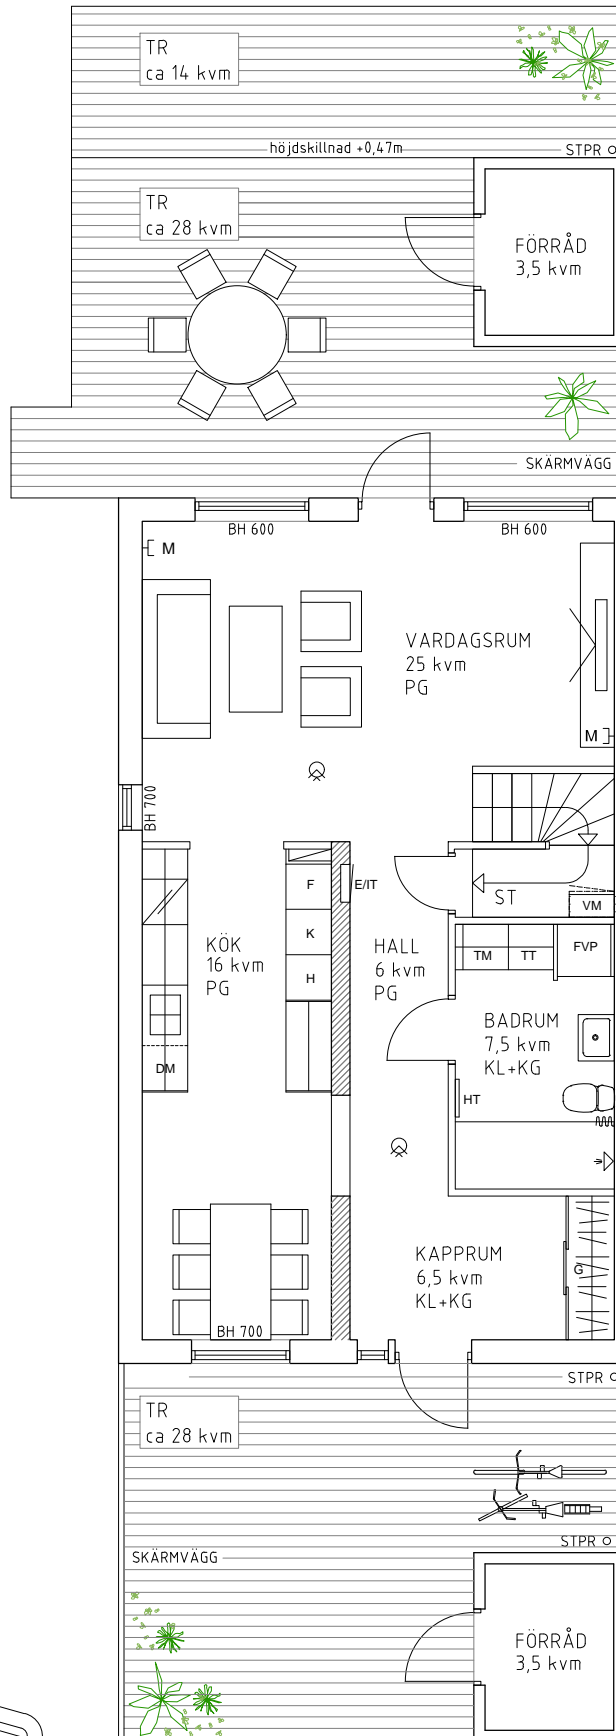 TR
ca 14 kvm
höjdskillnad +0,47m
STPR
TR
ca 28 kvm
FÖRRÅD
3,5 kvm
SKÄRMVÄGG
BH 600
BH 600
M
VARDAGSRUM
25 kvm
PG
M
BH 700
F
E/IT
K
H
ST
VM
KÖK
16 kvm
PG
HALL
6 kvm
PG
TM
TT
FVP
BADRUM
7,5 kvm
KL+KG
DM
HT
KAPPRUM
6,5 kvm
KL+KG
G
BH 700
STPR
TR
ca 28 kvm
STPR
SKÄRMVÄGG
FÖRRÅD
3,5 kvm